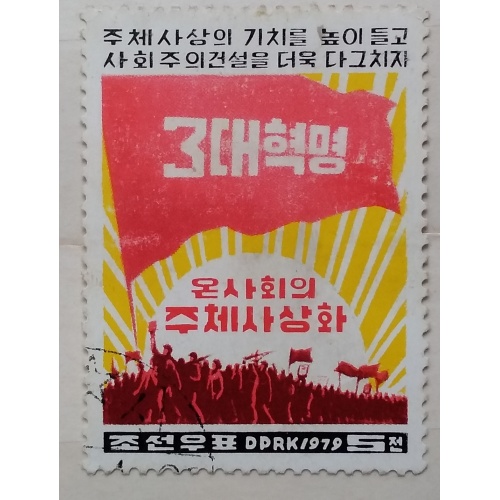 주체사상의 기치를 높이 들고
사회주의건설을 더욱 다그치자
3대혁명
온사회의
주체사상화
조선우표 DPRK1979 5전